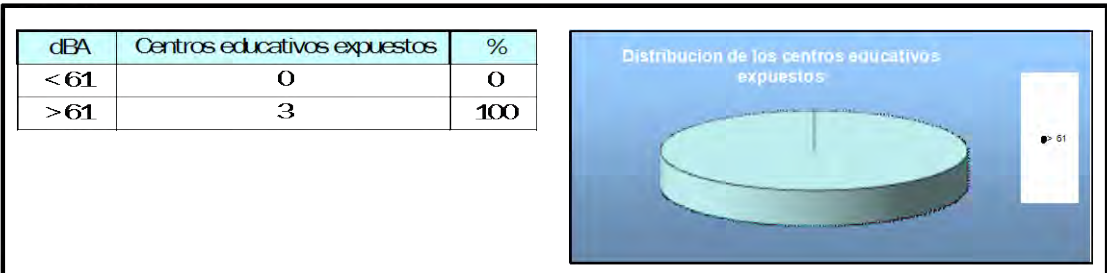 dBA Centros educativos expuestos %
<61 0 0
>61 3 100
Distribucion de los centros educativos
expuestos
> 61